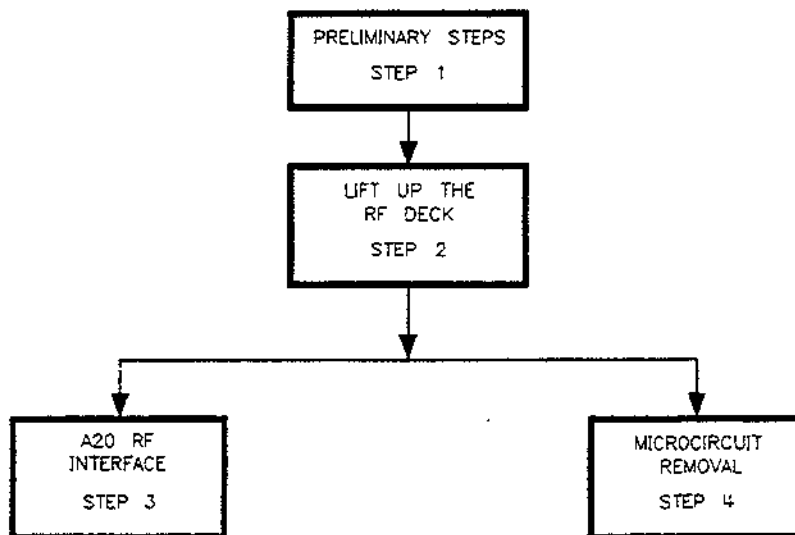 PRELIMINARY STEPS
STEP 1
LIFT UP THE
RF DECK
STEP 2
A20 RF
INTERFACE
STEP 3
MICROCIRCUIT
REMOVAL
STEP 4